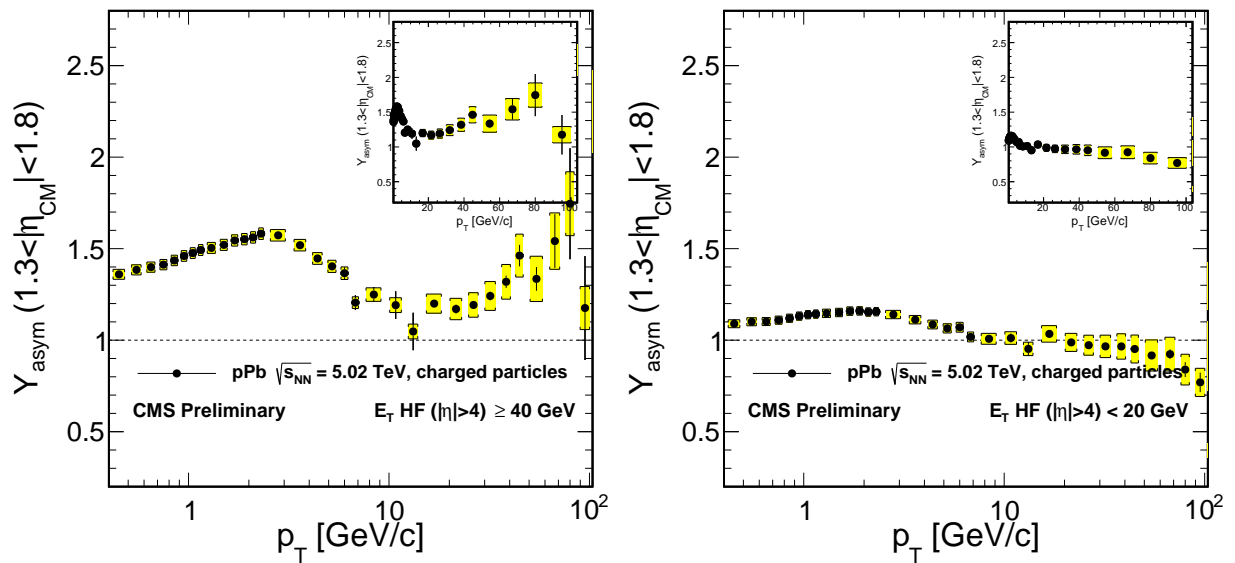 2.5
2
1.5
1
0.5
Y_asym (1.3<|η_CM|<1.8)
1
10
10²
p_T [GeV/c]
pPb √s_NN = 5.02 TeV, charged particles
CMS Preliminary
E_T HF (|η|>4) ≥ 40 GeV
Y_asym (1.3<|η_CM|<1.8)
2.5
2
1.5
1
0.5
20 40 60 80 100
p_T [GeV/c]
2.5
2
1.5
1
0.5
Y_asym (1.3<|η_CM|<1.8)
1
10
10²
p_T [GeV/c]
pPb √s_NN = 5.02 TeV, charged particles
CMS Preliminary
E_T HF (|η|>4) < 20 GeV
Y_asym (1.3<|η_CM|<1.8)
2.5
2
1.5
1
0.5
20 40 60 80 100
p_T [GeV/c]